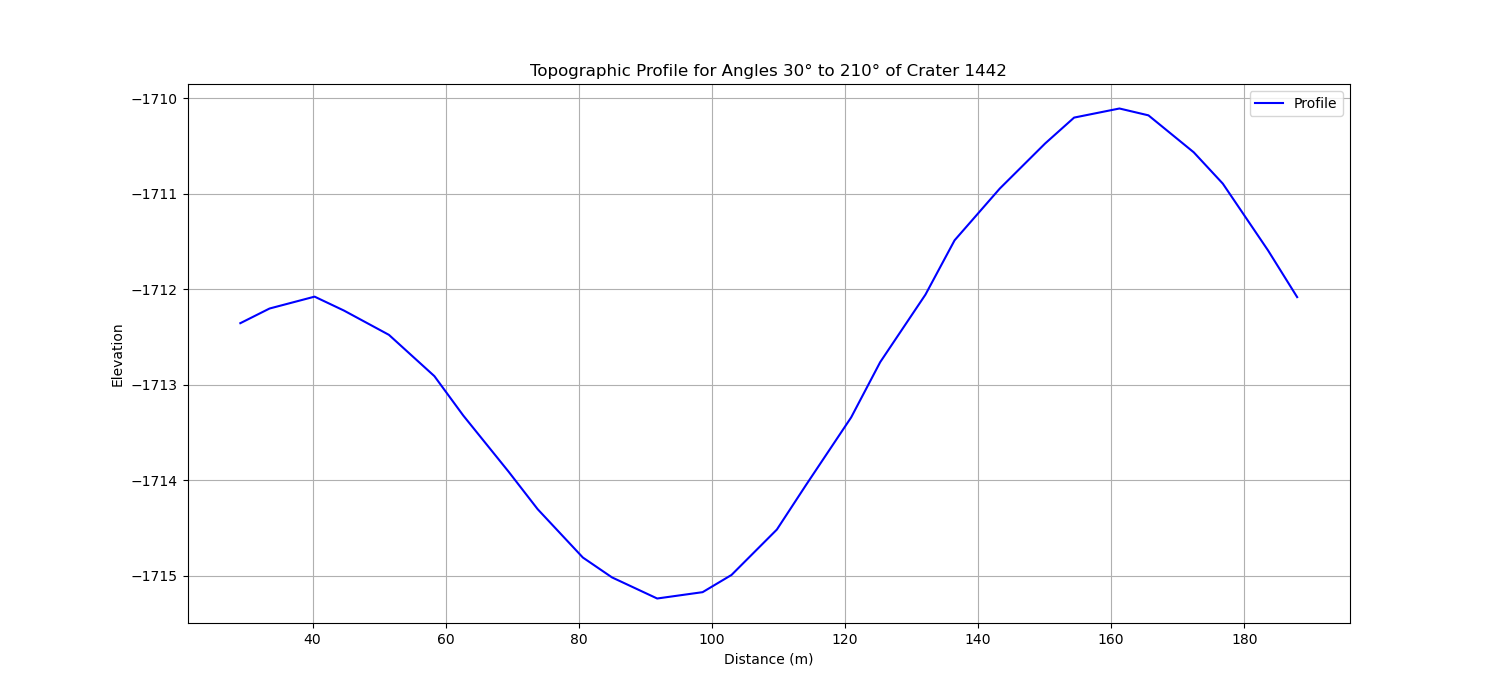 Topographic Profile for Angles 30° to 210° of Crater 1442
Profile
Elevation
−1710
−1711
−1712
−1713
−1714
−1715
40 60 80 100 120 140 160 180
Distance (m)